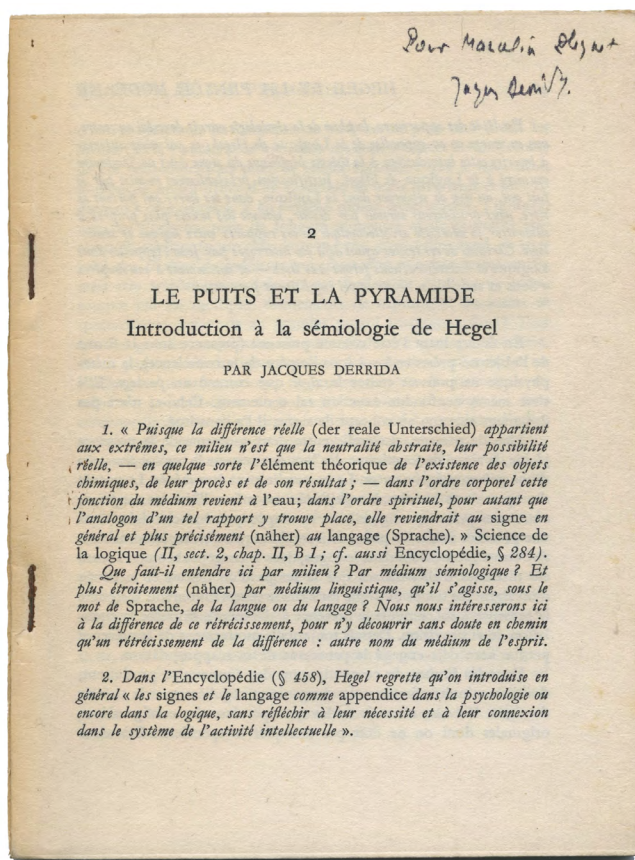 Pour Marcelin Pleynet
Jacques Derrida.
2
LE PUITS ET LA PYRAMIDE
Introduction à la sémiologie de Hegel
PAR JACQUES DERRIDA
1. « Puisque la différence réelle (der reale Unterschied) appartient
aux extrêmes, ce milieu n'est que la neutralité abstraite, leur possibilité
réelle, — en quelque sorte l'élément théorique de l'existence des objets
chimiques, de leur procès et de son résultat ; — dans l'ordre corporel cette
fonction du médium revient à l'eau; dans l'ordre spirituel, pour autant que
l'analogon d'un tel rapport y trouve place, elle reviendrait au signe en
général et plus précisément (näher) au langage (Sprache). » Science de
la logique (II, sect. 2, chap. II, B 1 ; cf. aussi Encyclopédie, § 284).
Que faut-il entendre ici par milieu ? Par médium sémiologique ? Et
plus étroitement (näher) par médium linguistique, qu'il s'agisse, sous le
mot de Sprache, de la langue ou du langage ? Nous nous intéresserons ici
à la différence de ce rétrécissement, pour n'y découvrir sans doute en chemin
qu'un rétrécissement de la différence : autre nom du médium de l'esprit.
2. Dans l'Encyclopédie (§ 458), Hegel regrette qu'on introduise en
général « les signes et le langage comme appendice dans la psychologie ou
encore dans la logique, sans réfléchir à leur nécessité et à leur connexion
dans le système de l'activité intellectuelle ».